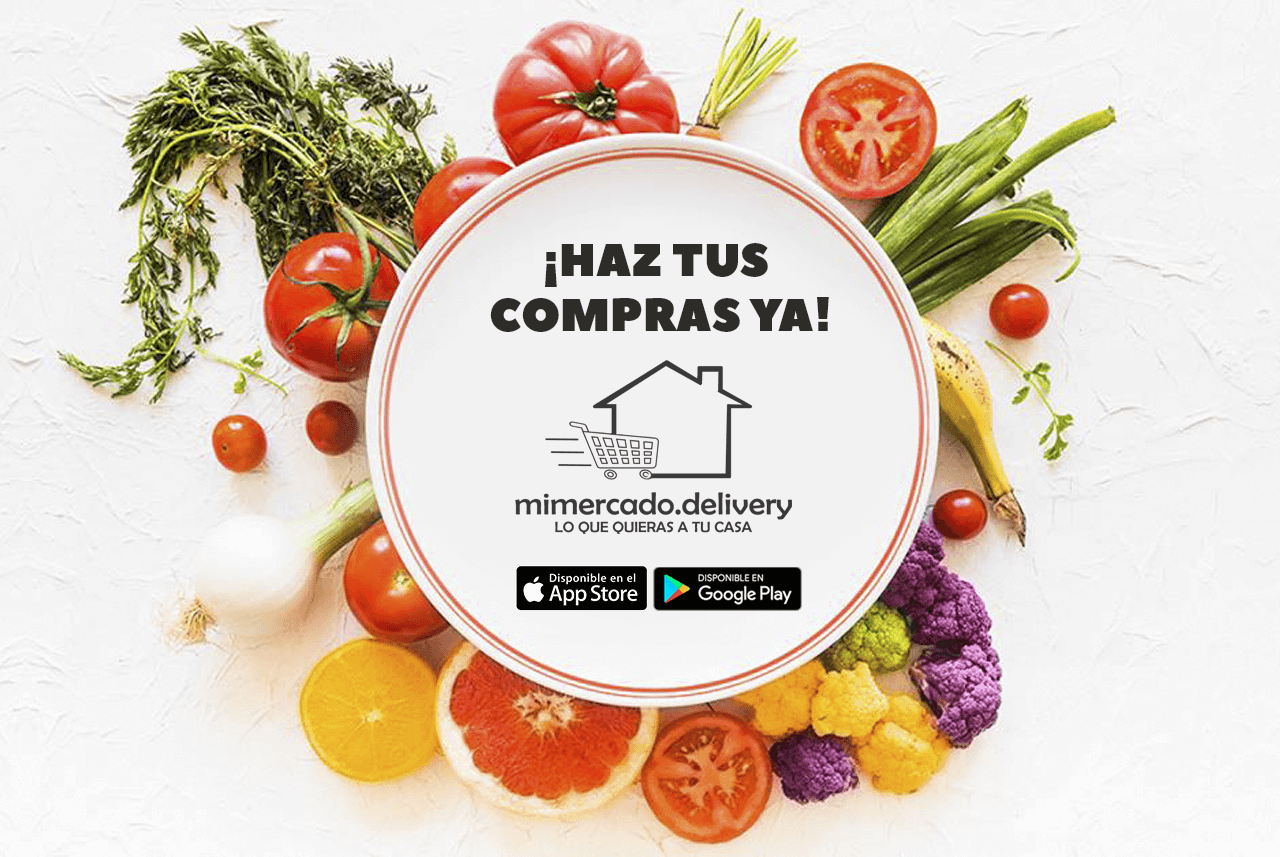 ¡HAZ TUS
COMPRAS YA!
mimercado.delivery
LO QUE QUIERAS A TU CASA
Disponible en el
App Store
DISPONIBLE EN
Google Play